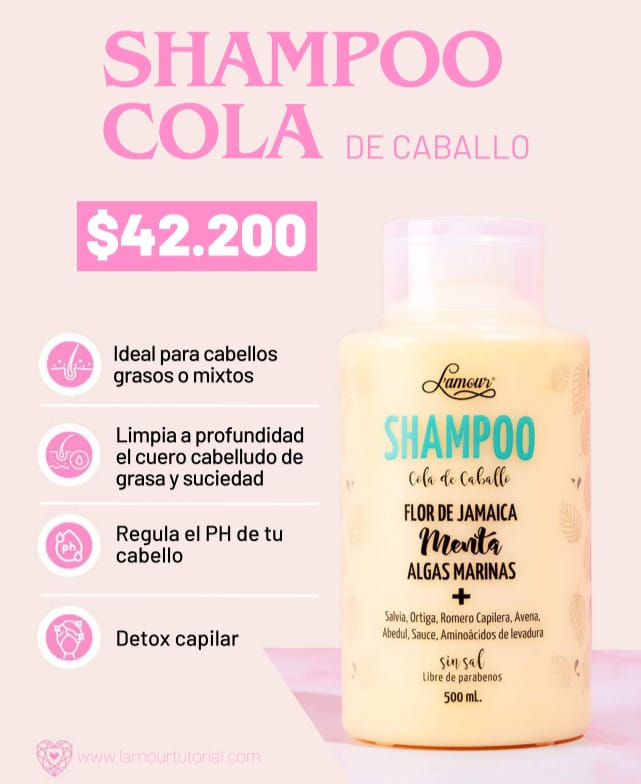 SHAMPOO
COLA DE CABALLO
$42.200
Ideal para cabellos
grasos o mixtos
Limpia a profundidad
el cuero cabelludo de
grasa y suciedad
ph
Regula el PH de tu
cabello
Detox capilar
L'amour®
SHAMPOO
Cola de Caballo
FLOR DE JAMAICA
Menta
ALGAS MARINAS
+
Salvia, Ortiga, Romero Capilera, Avena,
Abedul, Sauce, Aminoácidos de levadura
sin sal
Libre de parabenos
500 mL.
www.lamourtutorial.com